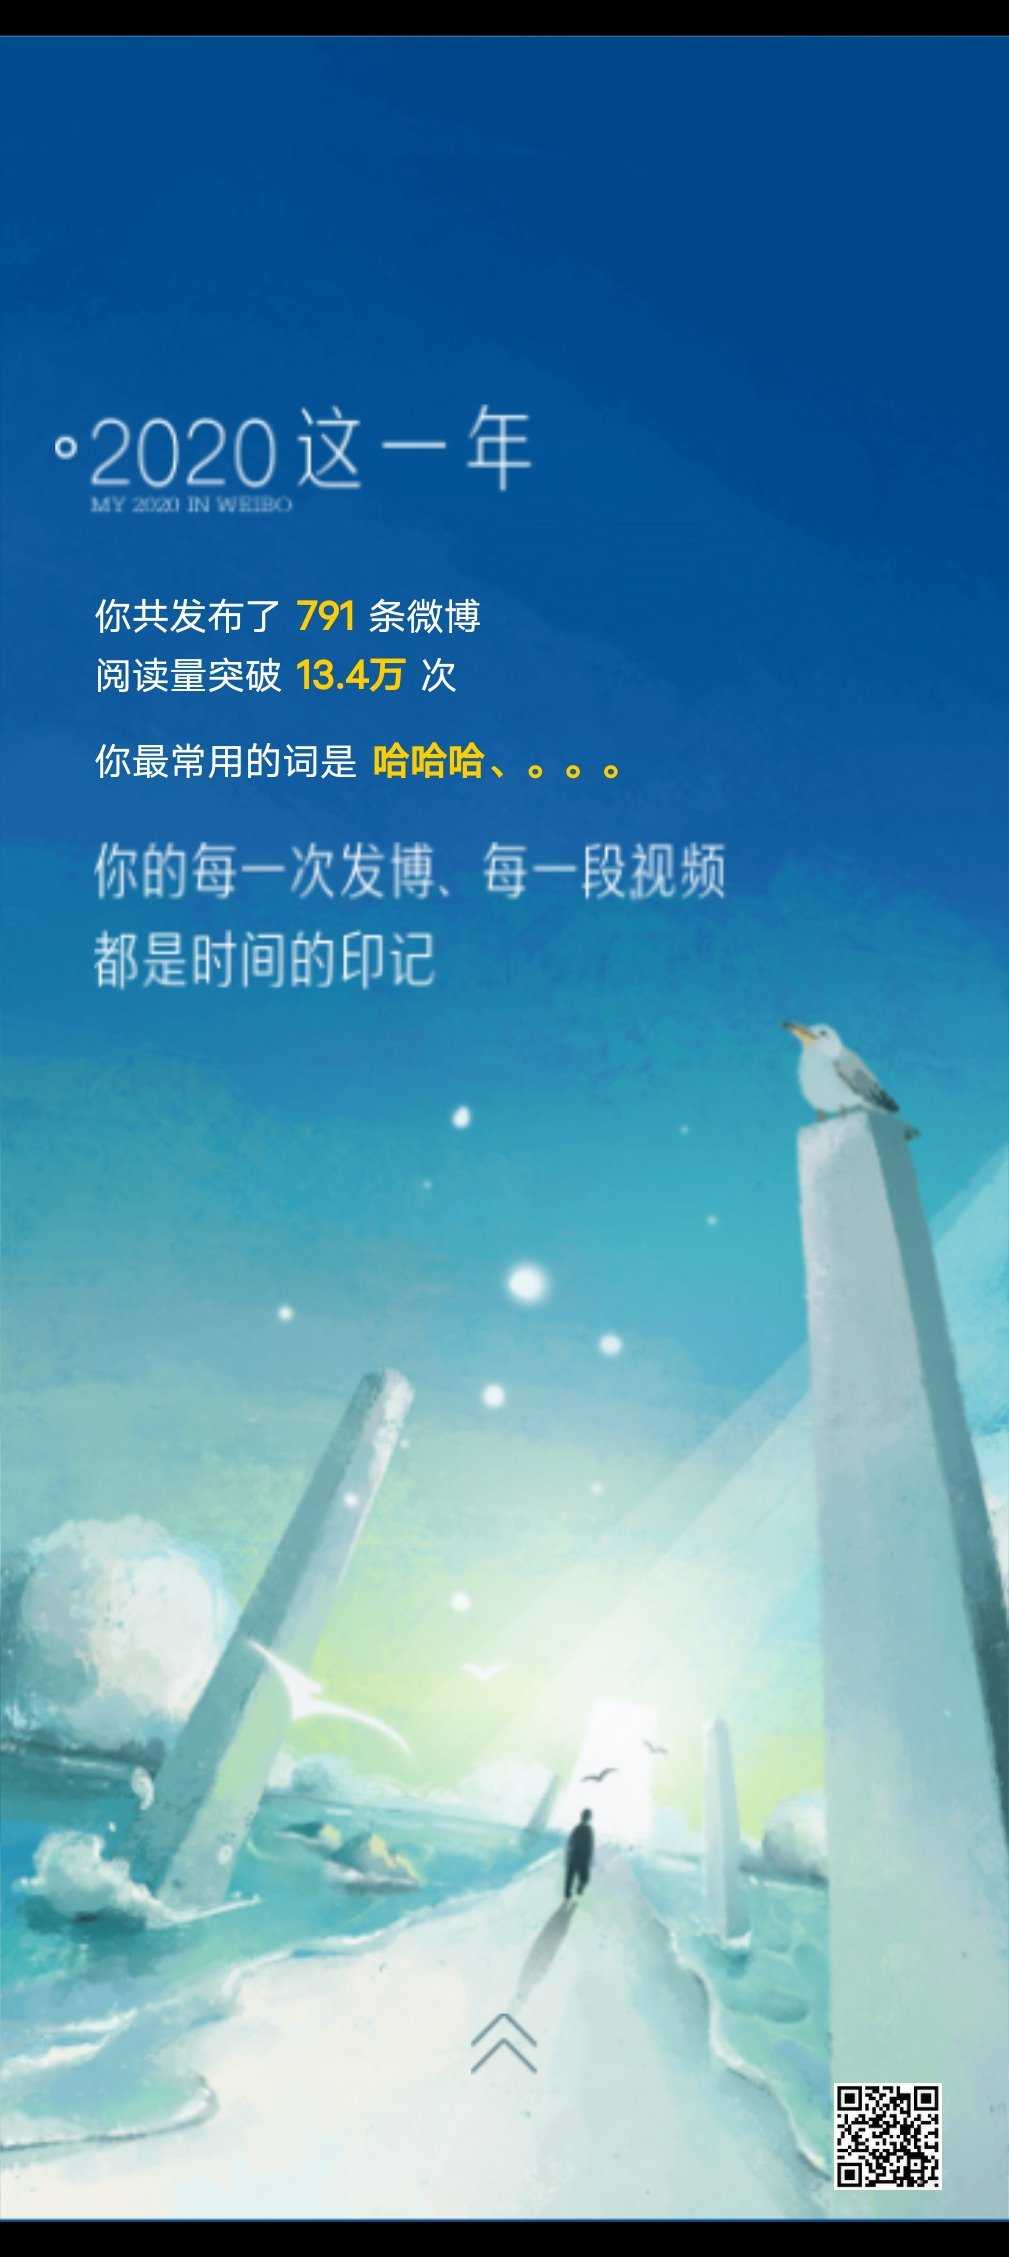 2020 这一年
MY 2020 IN WEIBO
你共发布了 791 条微博
阅读量突破 13.4万 次
你最常用的词是 哈哈哈、。。。
你的每一次发博、每一段视频
都是时间的印记